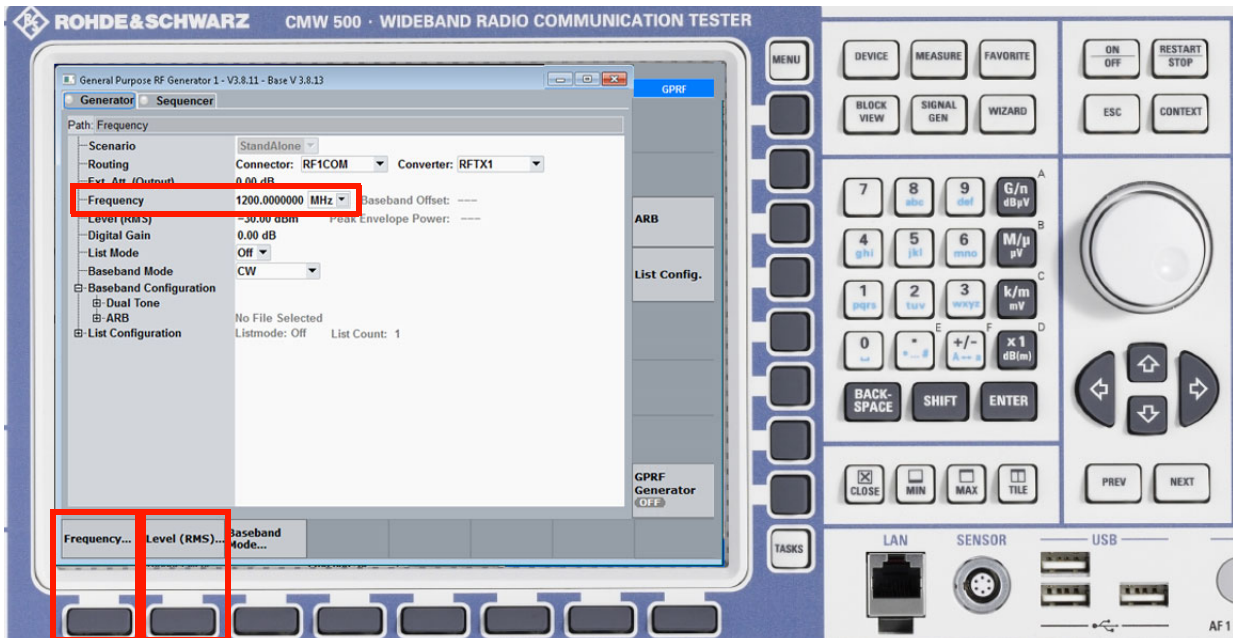 ROHDE&SCHWARZ CMW 500 · WIDEBAND RADIO COMMUNICATION TESTER
General Purpose RF Generator 1 - V3.8.11 - Base V 3.8.13
GPRF
Generator Sequencer
Path: Frequency
Scenario StandAlone
Routing Connector: RF1COM Converter: RFTX1
Ext. Att. (Output) 0.00 dB
Frequency 1200.0000000 MHz Baseband Offset: ---
Level (RMS) -30.00 dBm Peak Envelope Power: ---
Digital Gain 0.00 dB
List Mode Off
Baseband Mode CW
Baseband Configuration
Dual Tone
ARB No File Selected
List Configuration Listmode: Off List Count: 1
ARB
List Config.
GPRF
Generator
OFF
Frequency... Level (RMS)... Baseband
Mode...
MENU
TASKS
DEVICE MEASURE FAVORITE
BLOCK
VIEW
SIGNAL
GEN
WIZARD
ON
OFF
RESTART
STOP
ESC CONTEXT
7
8
abc
9
def
G/n
dBµV
A
4
ghi
5
jkl
6
mno
M/µ
µV
B
1
pqrs
2
tuv
3
wxyz
k/m
mV
C
0
.
*...#
E
+/-
A↔a
F
x1
dB(m)
D
BACK-
SPACE
SHIFT
ENTER
CLOSE MIN MAX TILE
PREV NEXT
LAN SENSOR USB
AF 1